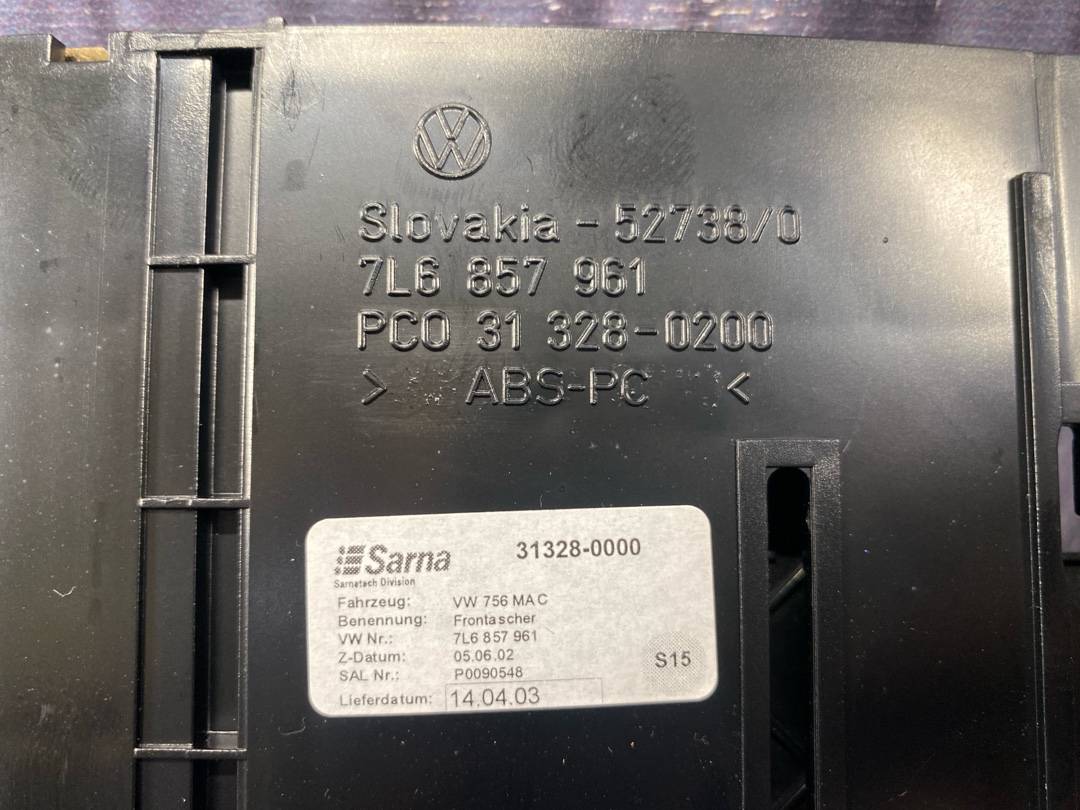 Slovakia - 52738/0
7L6 857 961
PCO 31 328-0200
> ABS-PC <
Sarna 31328-0000
Sarnatech Division
Fahrzeug: VW 756 MAC
Benennung: Frontascher
VW Nr.: 7L6 857 961
Z-Datum: 05.06.02
SAL Nr.: P0090548
S15
Lieferdatum: 14.04.03